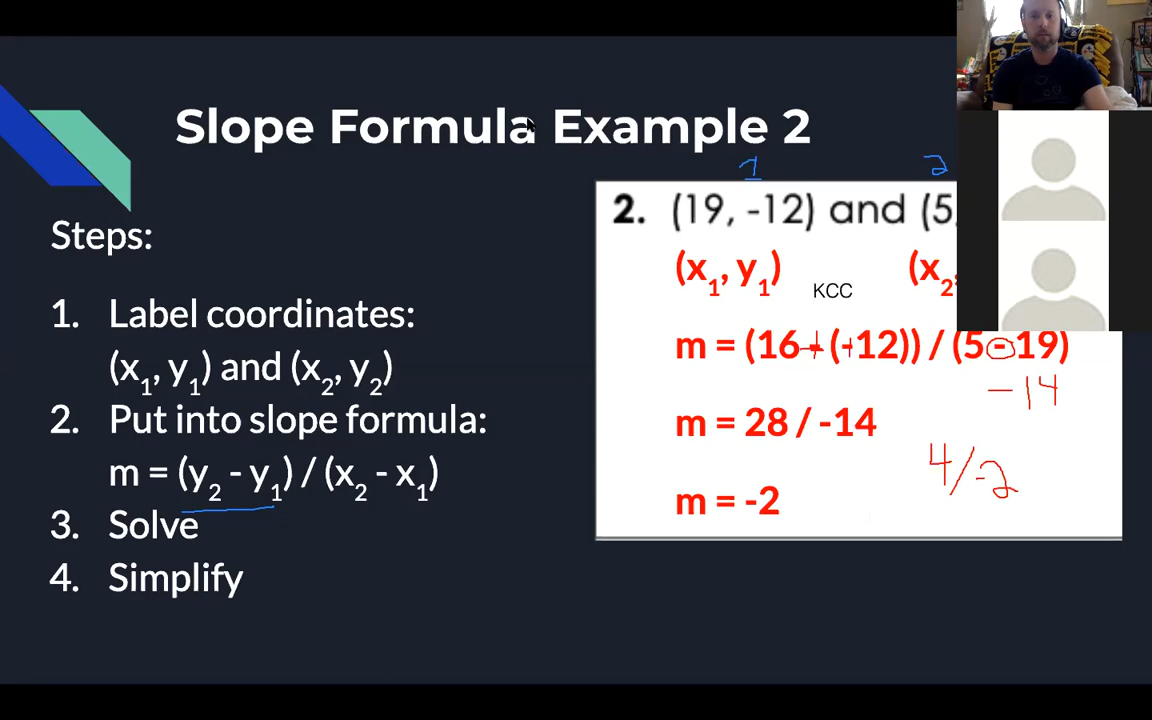 Slope Formula Example 2
Steps:
1. Label coordinates:
(x₁, y₁) and (x₂, y₂)
2. Put into slope formula:
m = (y₂ - y₁) / (x₂ - x₁)
3. Solve
4. Simplify
1 2
2. (19, -12) and (5,
(x₁, y₁) (x₂,
KCC
m = (16 - (-12)) / (5 - 19)
-14
m = 28 / -14
4/-2
m = -2